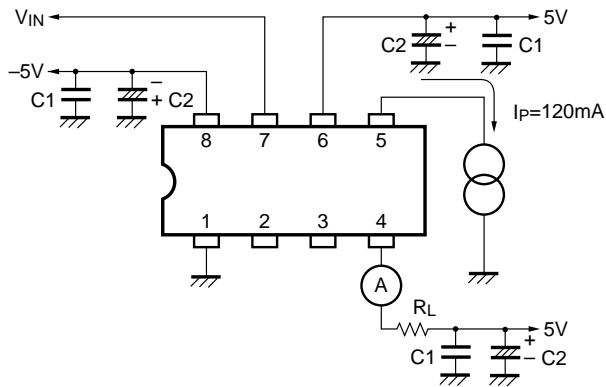 VIN
5V
C2
+
–
C1
–5V
C1
–
+ C2
IP=120mA
8 7 6 5
1 2 3 4
A
RL
5V
C1
+
– C2